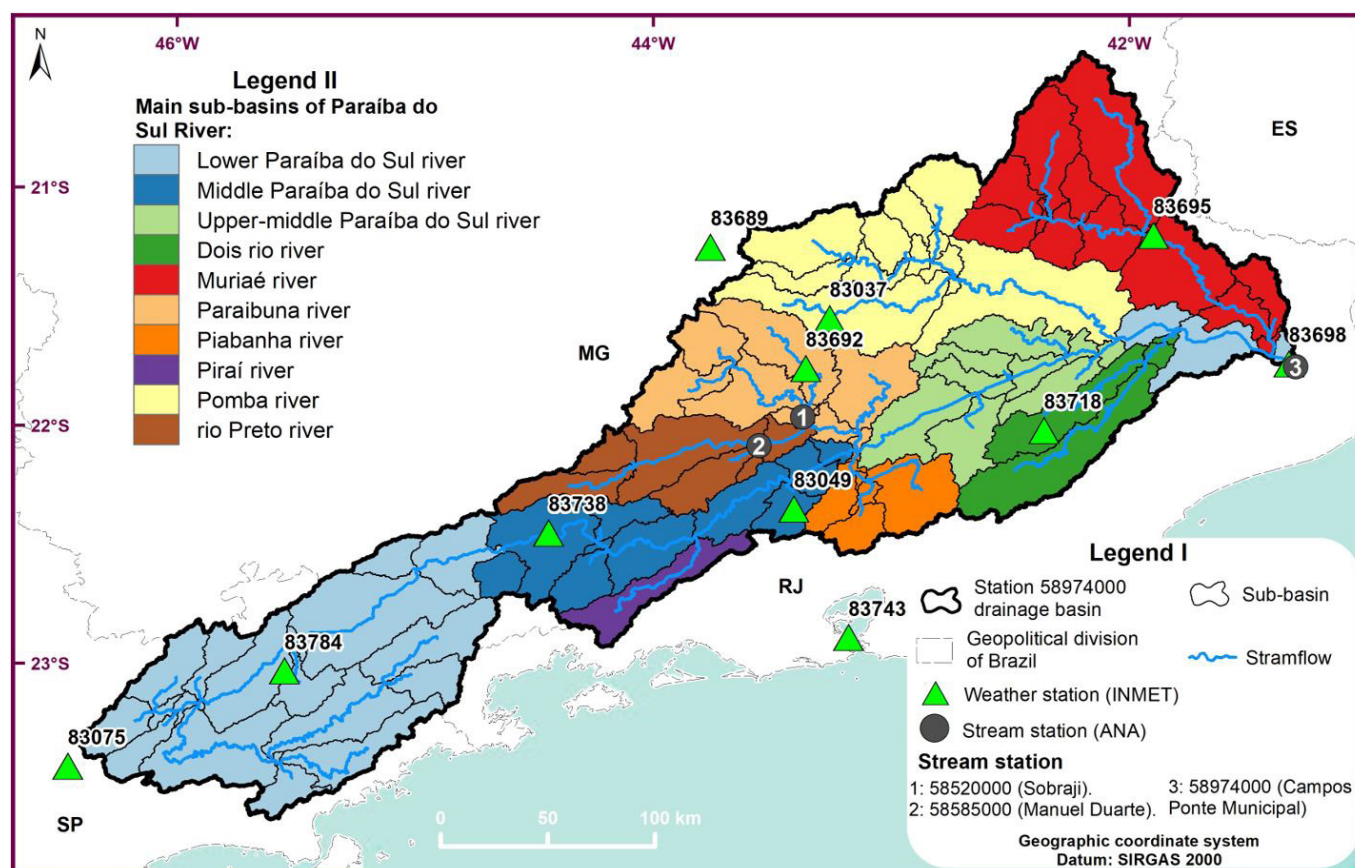 46°W
44°W
42°W
N
Legend II
Main sub-basins of Paraíba do
Sul River:
Lower Paraíba do Sul river
Middle Paraíba do Sul river
Upper-middle Paraíba do Sul river
Dois rio river
Muriaé river
Paraibuna river
Piabanha river
Piraí river
Pomba river
rio Preto river
ES
21°S
83689
83695
83037
83692
83698
MG
3
83718
1
22°S
2
83049
83738
RJ
83743
23°S
83784
83075
SP
0 50 100 km
Legend I
Station 58974000
drainage basin
Sub-basin
Geopolitical division
of Brazil
Stramflow
Weather station (INMET)
Stream station (ANA)
Stream station
1: 58520000 (Sobraji).
2: 58585000 (Manuel Duarte).
3: 58974000 (Campos
Ponte Municipal)
Geographic coordinate system
Datum: SIRGAS 2000